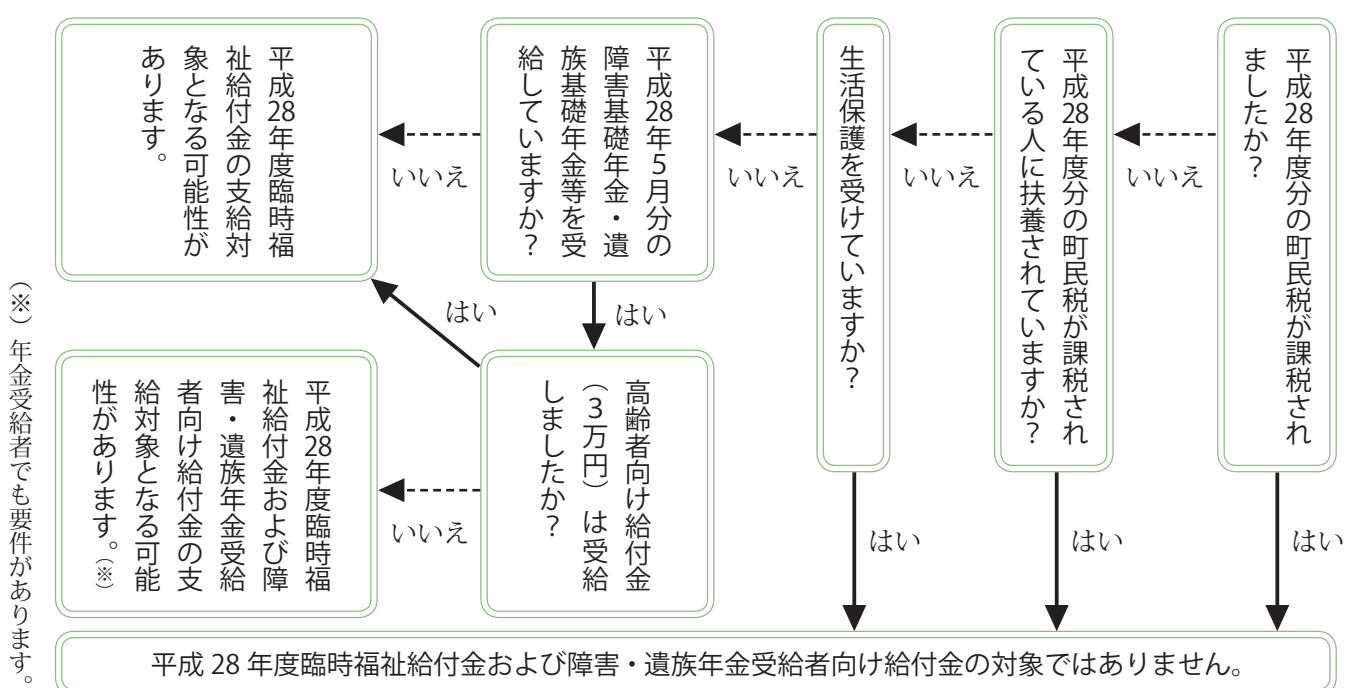 平成28年度分の町民税が課税され
ましたか？
はい
いいえ
平成28年度分の町民税が課税され
ている人に扶養されていますか？
はい
いいえ
生活保護を受けていますか？
はい
いいえ
平成28年５月分の
障害基礎年金・遺
族基礎年金等を受
給していますか？
はい
いいえ
高齢者向け給付金
（３万円）は受給
しましたか？
はい
いいえ
平成28年度臨時福
祉給付金の支給対
象となる可能性が
あります。
平成28年度臨時福
祉給付金および障
害・遺族年金受給
者向け給付金の支
給対象となる可能
性があります。（※）
平成 28 年度臨時福祉給付金および障害・遺族年金受給者向け給付金の対象ではありません。
（※）年金受給者でも要件があります。